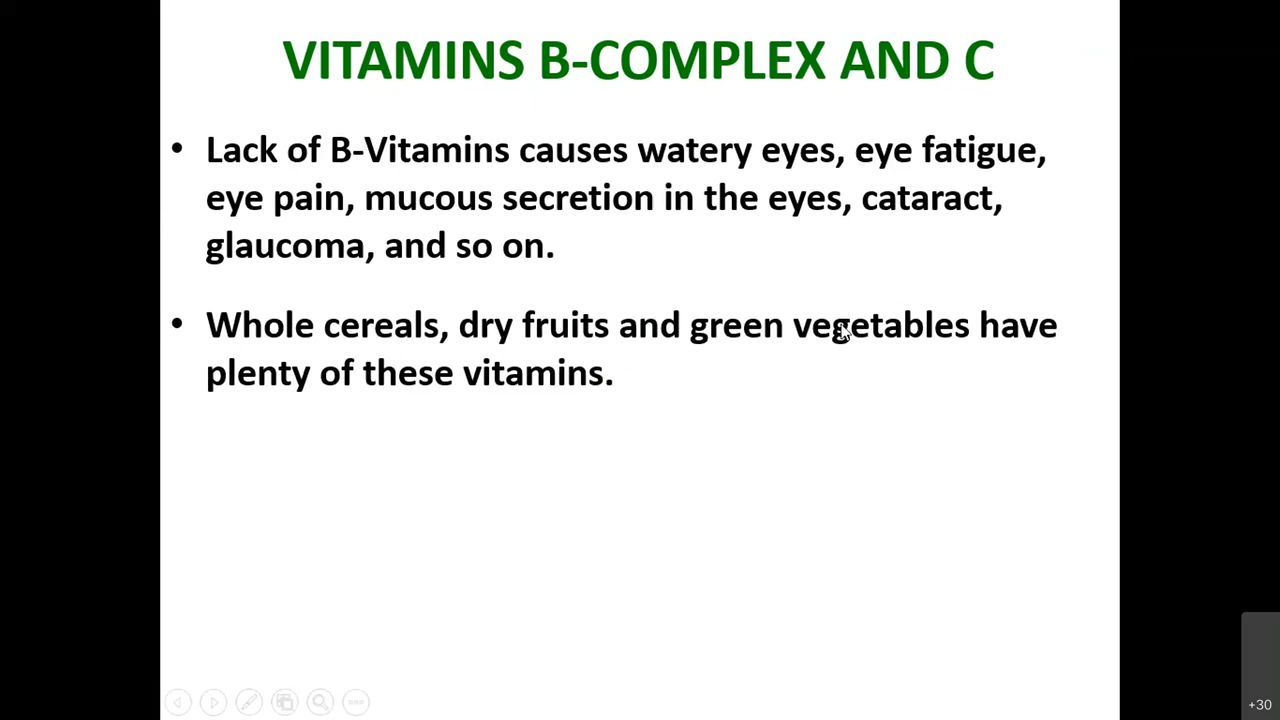 VITAMINS B-COMPLEX AND C
• Lack of B-Vitamins causes watery eyes, eye fatigue,
eye pain, mucous secretion in the eyes, cataract,
glaucoma, and so on.
• Whole cereals, dry fruits and green vegetables have
plenty of these vitamins.
+30